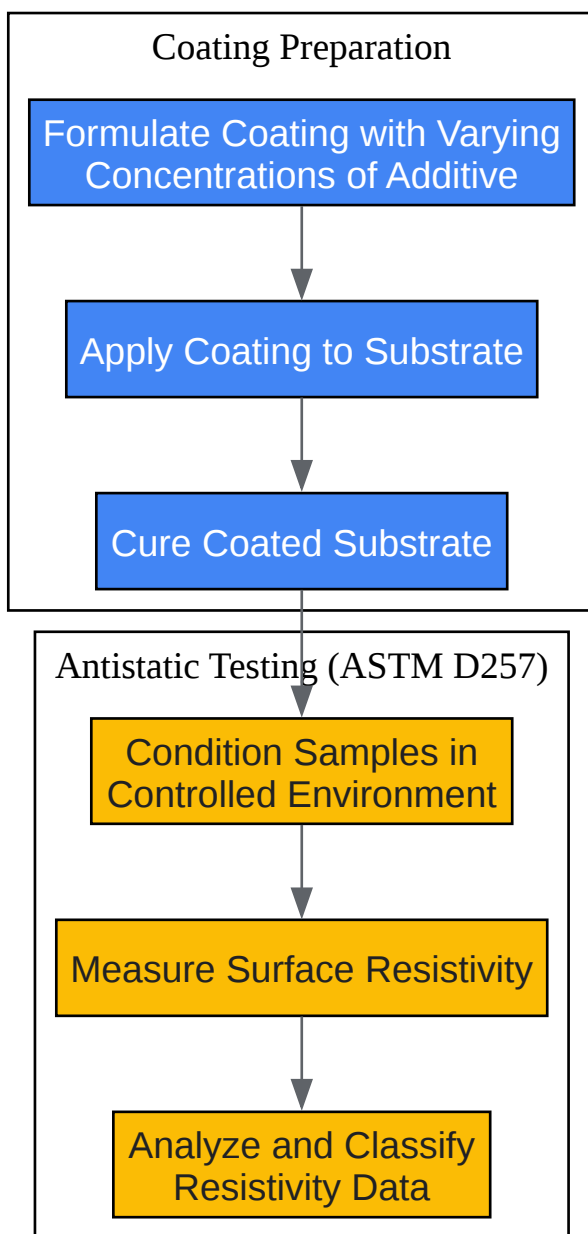 Coating Preparation
Formulate Coating with Varying
Concentrations of Additive
Apply Coating to Substrate
Cure Coated Substrate
Antistatic Testing (ASTM D257)
Condition Samples in
Controlled Environment
Measure Surface Resistivity
Analyze and Classify
Resistivity Data